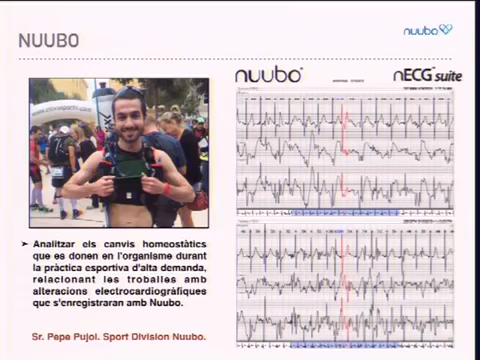 NUUBO
nuubo
nuubo
nECG suite
➤ Analitzar els canvis homeostàtics
que es donen en l'organisme durant
la pràctica esportiva d'alta demanda,
relacionant les troballes amb
alteracions electrocardiogràfiques
que s'enregistraran amb Nuubo.
Sr. Pepe Pujol. Sport Division Nuubo.